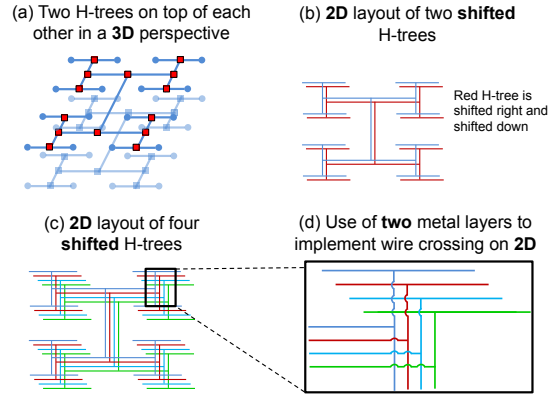 (a) Two H-trees on top of each
other in a 3D perspective
(b) 2D layout of two shifted
H-trees
Red H-tree is
shifted right and
shifted down
(c) 2D layout of four
shifted H-trees
(d) Use of two metal layers to
implement wire crossing on 2D